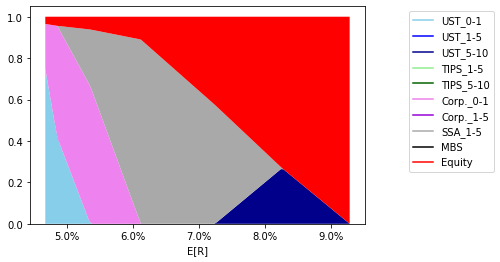 1.0
0.8
0.6
0.4
0.2
0.0
5.0% 6.0% 7.0% 8.0% 9.0%
E[R]
UST_0-1
UST_1-5
UST_5-10
TIPS_1-5
TIPS_5-10
Corp._0-1
Corp._1-5
SSA_1-5
MBS
Equity